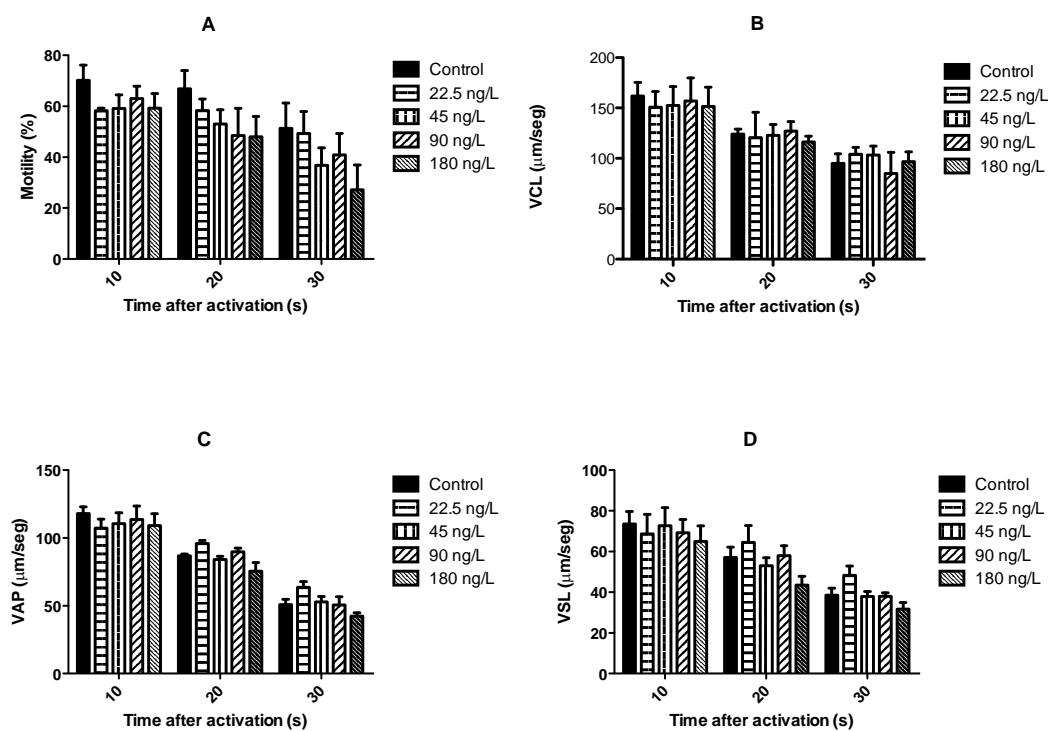 A
80
60
40
20
0
Motility (%)
10
20
30
Time after activation (s)
Control
22.5 ng/L
45 ng/L
90 ng/L
180 ng/L
B
200
150
100
50
0
VCL (μm/seg)
10
20
30
Time after activation (s)
Control
22.5 ng/L
45 ng/L
90 ng/L
180 ng/L
C
150
100
50
0
VAP (μm/seg)
10
20
30
Time after activation (s)
Control
22.5 ng/L
45 ng/L
90 ng/L
180 ng/L
D
100
80
60
40
20
0
VSL (μm/seg)
10
20
30
Time after activation (s)
Control
22.5 ng/L
45 ng/L
90 ng/L
180 ng/L